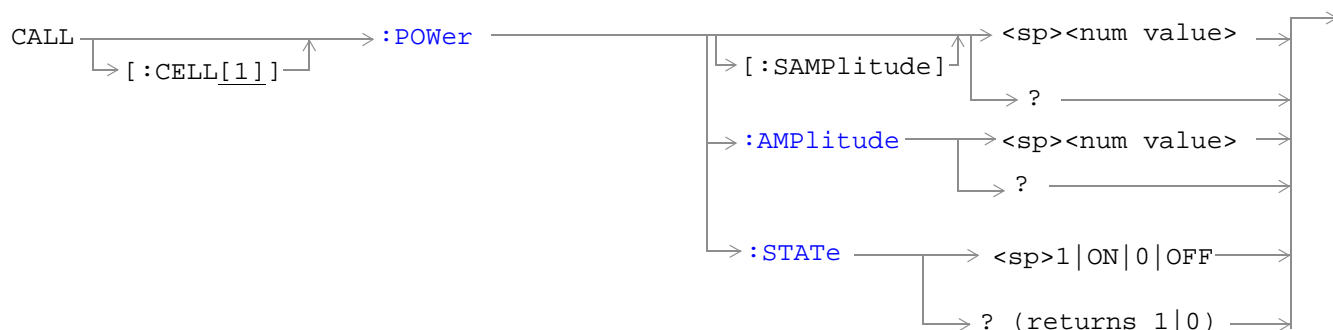 CALL :POWer <sp><num value>
[:CELL[1]] [:SAMPlitude]
?
:AMPlitude <sp><num value>
?
:STATe <sp>1|ON|0|OFF
? (returns 1|0)